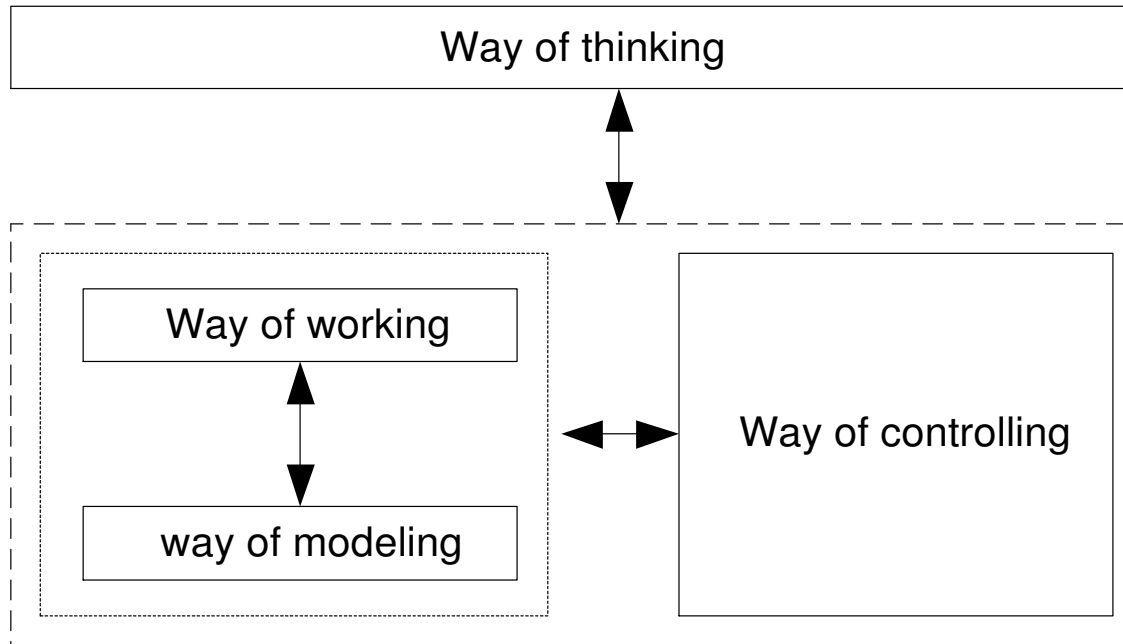 Way of thinking
Way of working
Way of controlling
way of modeling